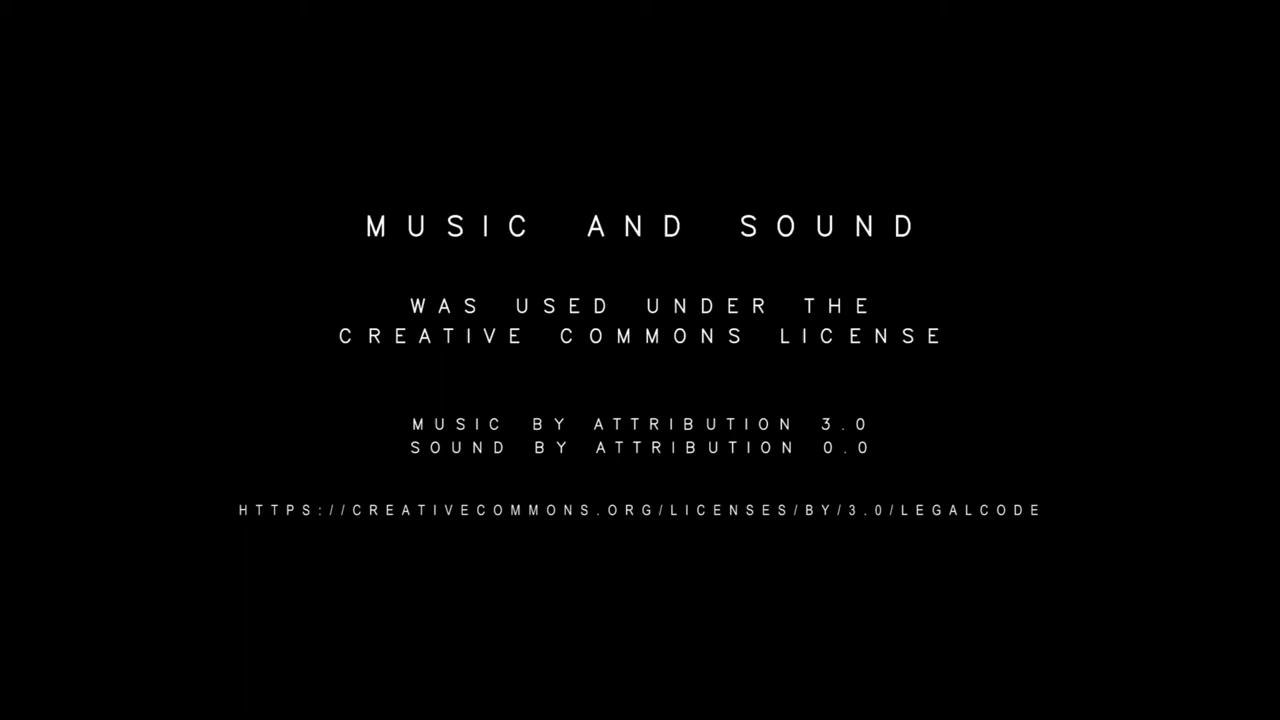 MUSIC AND SOUND
WAS USED UNDER THE
CREATIVE COMMONS LICENSE
MUSIC BY ATTRIBUTION 3.0
SOUND BY ATTRIBUTION 0.0
HTTPS://CREATIVECOMMONS.ORG/LICENSES/BY/3.0/LEGALCODE